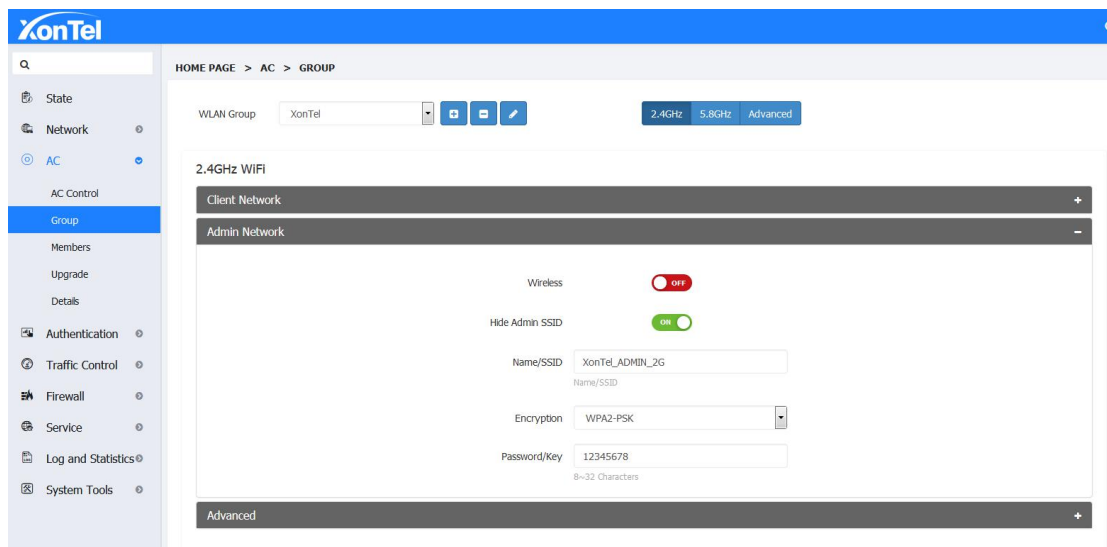 XonTel
HOME PAGE > AC > GROUP
State
Network
AC
AC Control
Group
Members
Upgrade
Details
Authentication
Traffic Control
Firewall
Service
Log and Statistics
System Tools
WLAN Group XonTel 2.4GHz 5.8GHz Advanced
2.4GHz WiFi
Client Network
Admin Network
Wireless OFF
Hide Admin SSID ON
Name/SSID XonTel_ADMIN_2G
Name/SSID
Encryption WPA2-PSK
Password/Key 12345678
8~32 Characters
Advanced